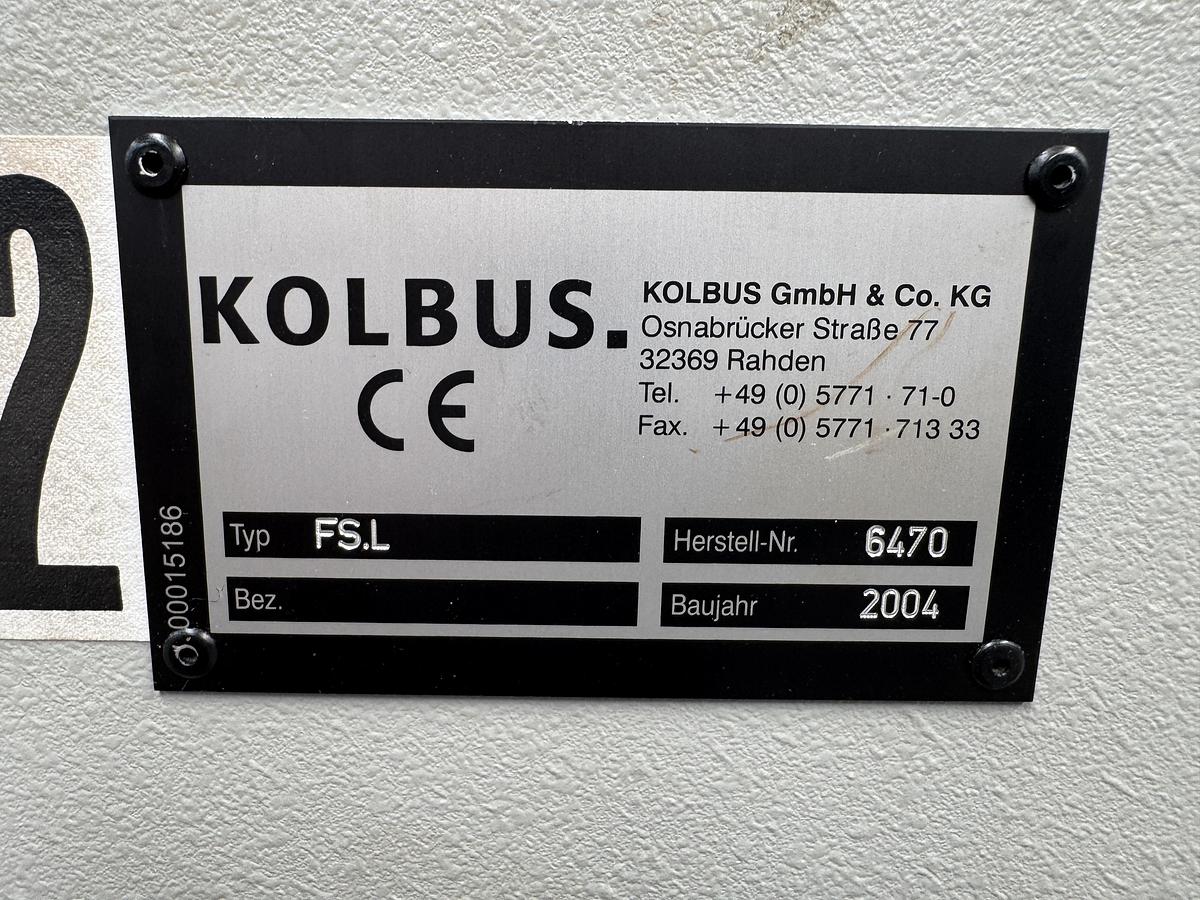 2
KOLBUS.
CE
KOLBUS GmbH & Co. KG
Osnabrücker Straße 77
32369 Rahden
Tel. +49 (0) 5771 · 71-0
Fax. +49 (0) 5771 · 713 33
Typ FS.L
Herstell-Nr. 6470
Bez.
Baujahr 2004